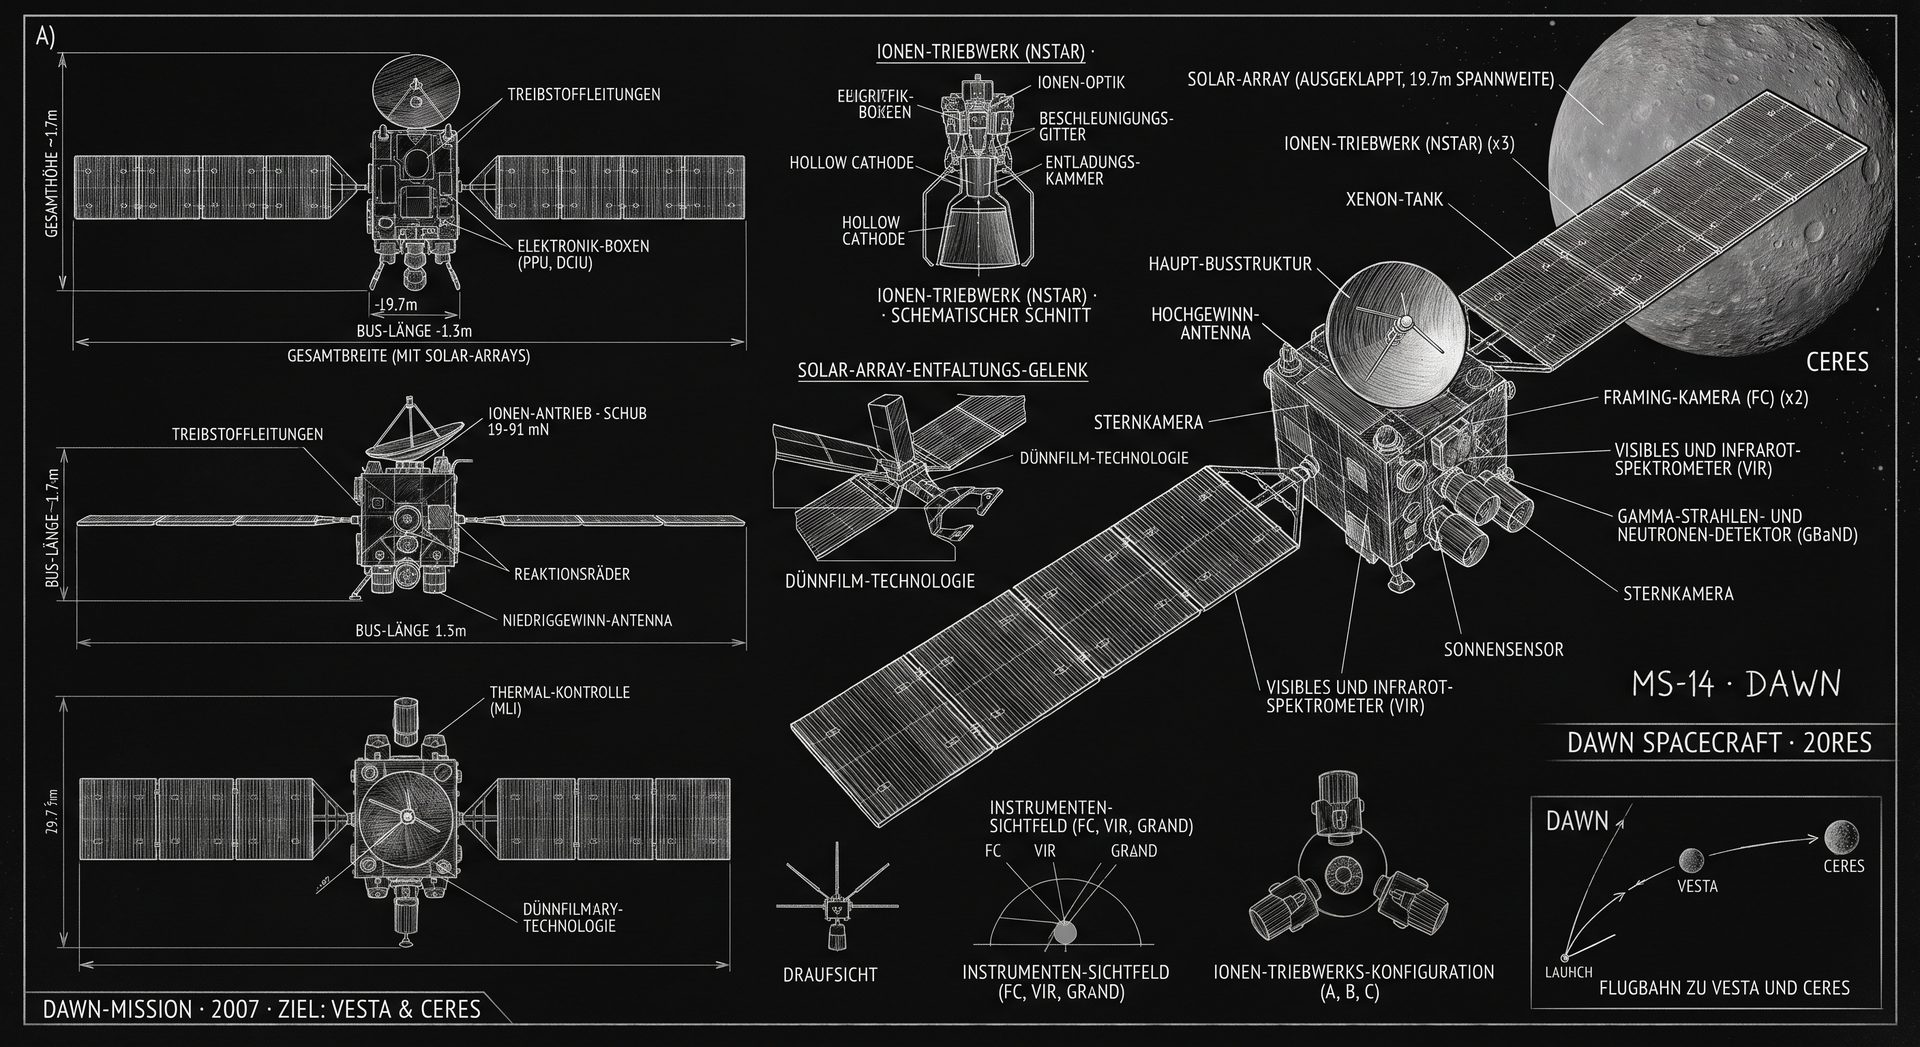 A)
GESAMTHÖHE ~1.7m
TREIBSTOFFLEITUNGEN
ELEKTRONIK-BOXEN
(PPU, DCIU)
-19.7m
BUS-LÄNGE -1.3m
GESAMTBREITE (MIT SOLAR-ARRAYS)
IONEN-ANTRIEB - SCHUB
19-91 mN
TREIBSTOFFLEITUNGEN
BUS-LÄNGE ~1.7m
REAKTIONSRÄDER
NIEDRIGGEWINN-ANTENNA
BUS-LÄNGE 1.3m
THERMAL-KONTROLLE
(MLI)
DÜNNFILMARY-
TECHNOLOGIE
DAWN-MISSION · 2007 · ZIEL: VESTA & CERES
IONEN-TRIEBWERK (NSTAR) ·
IONEN-OPTIK
BESCHLEUNIGUNGS-
GITTER
HOLLOW CATHODE
ENTLADUNGS-
KAMMER
HOLLOW
CATHODE
IONEN-TRIEBWERK (NSTAR) ·
· SCHEMATISCHER SCHNITT
SOLAR-ARRAY-ENTFALTUNGS-GELENK
DÜNNFILM-TECHNOLOGIE
DÜNNFILM-TECHNOLOGIE
SOLAR-ARRAY (AUSGEKLAPPT, 19.7m SPANNWEITE)
IONEN-TRIEBWERK (NSTAR) (x3)
XENON-TANK
HAUPT-BUSSTRUKTUR
HOCHGEWINN-
ANTENNA
STERNKAMERA
CERES
FRAMING-KAMERA (FC) (x2)
VISIBLES UND INFRAROT-
SPEKTROMETER (VIR)
GAMMA-STRAHLEN- UND
NEUTRONEN-DETEKTOR (GBaND)
STERNKAMERA
SONNENSENSOR
VISIBLES UND INFRAROT-
SPEKTROMETER (VIR)
MS-14 · DAWN
DAWN SPACECRAFT · 20RES
DRAUFSICHT
INSTRUMENTEN-
SICHTFELD (FC, VIR, GRAND)
FC VIR GRAND
INSTRUMENTEN-SICHTFELD
(FC, VIR, GRAND)
IONEN-TRIEBWERKS-KONFIGURATION
(A, B, C)
DAWN
VESTA
CERES
LAUHCH
FLUGBAHN ZU VESTA UND CERES